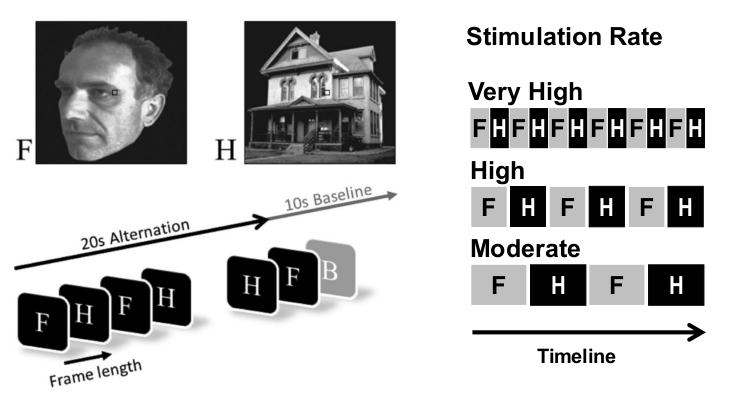 F
H
20s Alternation
10s Baseline
F
H
F
H
H
F
B
Frame length
Stimulation Rate
Very High
F H F H F H F H F H F H
High
F H F H F H
Moderate
F H F H
Timeline